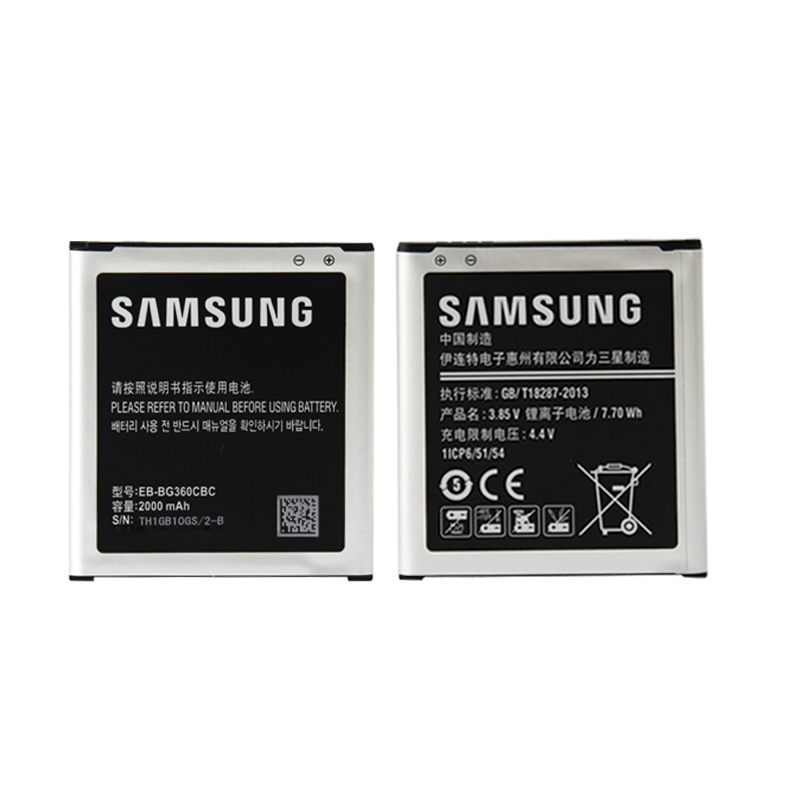 SAMSUNG
请按照说明书指示使用电池.
PLEASE REFER TO MANUAL BEFORE USING BATTERY.
배터리 사용 전 반드시 매뉴얼을 확인하시기 바랍니다.
型号:EB-BG360CBC
容量:2000 mAh
S/N: TH1GB10GS/2-B
SAMSUNG
中国制造
伊连特电子惠州有限公司为三星制造
执行标准: GB/T18287-2013
产品名: 3.85 V 锂离子电池 / 7.70 Wh
充电限制电压: 4.4 V
1ICP6/51/54
5 CE